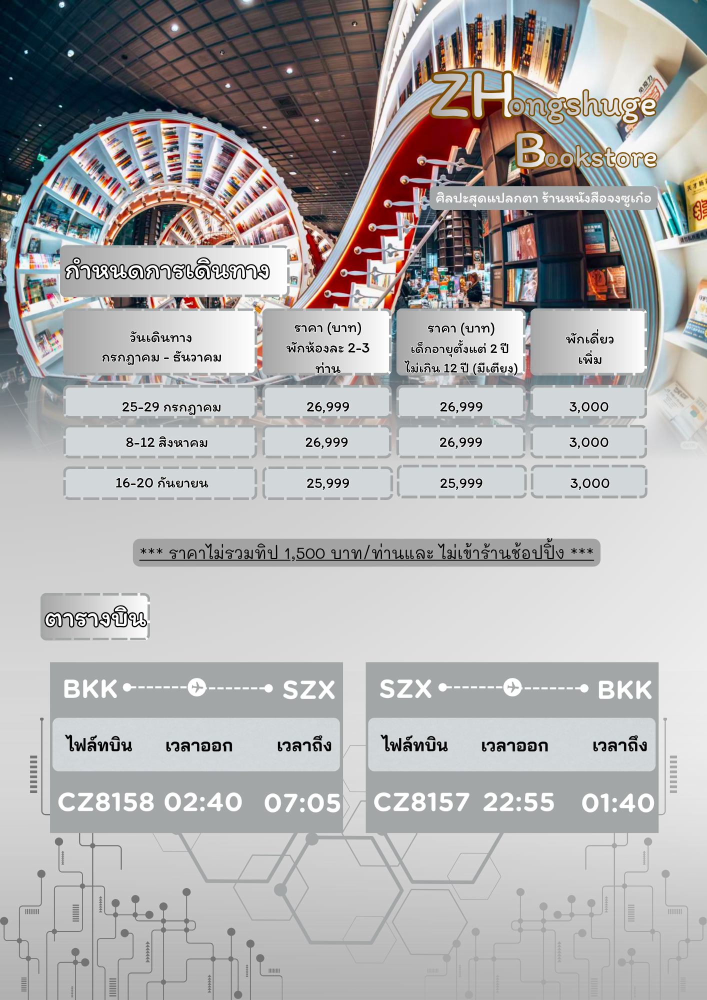 ZHongshuge
Bookstore
ศิลปะสุดแปลกตา ร้านหนังสือจงซูเก๋อ
กำหนดการเดินทาง
วันเดินทาง
กรกฎาคม - ธันวาคม
ราคา (บาท)
พักห้องละ 2-3
ท่าน
ราคา (บาท)
เด็กอายุตั้งแต่ 2 ปี
ไม่เกิน 12 ปี (มีเตียง)
พักเดี่ยว
เพิ่ม
25-29 กรกฎาคม 26,999 26,999 3,000
8-12 สิงหาคม 26,999 26,999 3,000
16-20 กันยายน 25,999 25,999 3,000
*** ราคาไม่รวมทิป 1,500 บาท/ท่านและ ไม่เข้าร้านช้อปปิ้ง ***
ตารางบิน
BKK SZX
ไฟล์ทบิน เวลาออก เวลาถึง
CZ8158 02:40 07:05
SZX BKK
ไฟล์ทบิน เวลาออก เวลาถึง
CZ8157 22:55 01:40